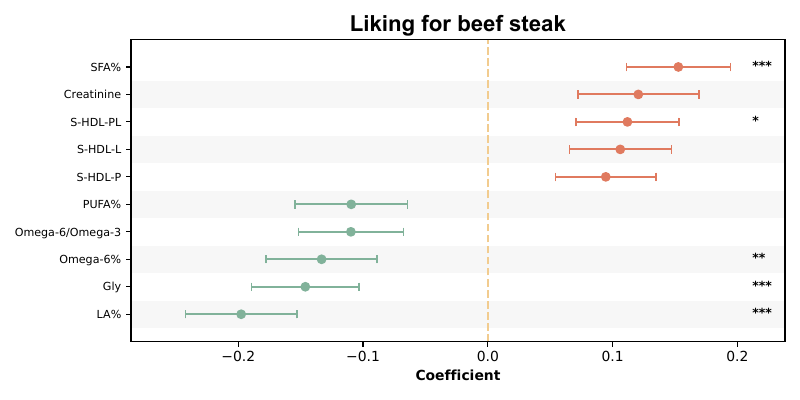 Liking for beef steak
SFA% ***
Creatinine
S-HDL-PL *
S-HDL-L
S-HDL-P
PUFA%
Omega-6/Omega-3
Omega-6% **
Gly ***
LA% ***
−0.2 −0.1 0.0 0.1 0.2
Coefficient